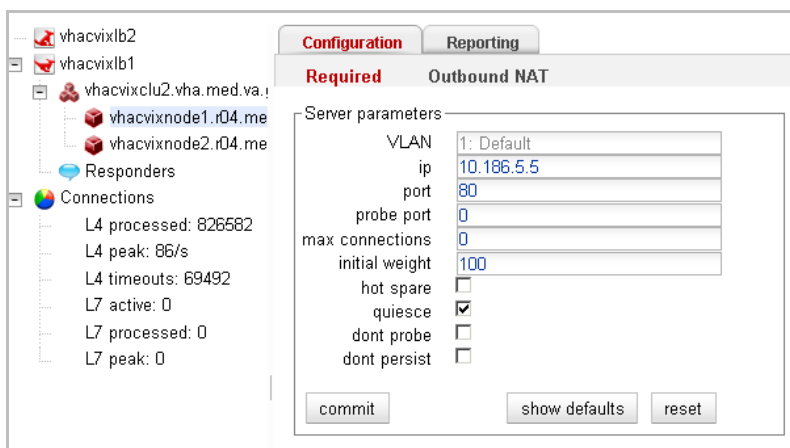 vhacvixlb2
vhacvixlb1
vhacvixclu2.vha.med.va.
vhacvixnode1.r04.me
vhacvixnode2.r04.me
Responders
Connections
L4 processed: 826582
L4 peak: 86/s
L4 timeouts: 69492
L7 active: 0
L7 processed: 0
L7 peak: 0
Configuration Reporting
Required Outbound NAT
Server parameters
VLAN 1: Default
ip 10.186.5.5
port 80
probe port 0
max connections 0
initial weight 100
hot spare
quiesce
dont probe
dont persist
commit show defaults reset